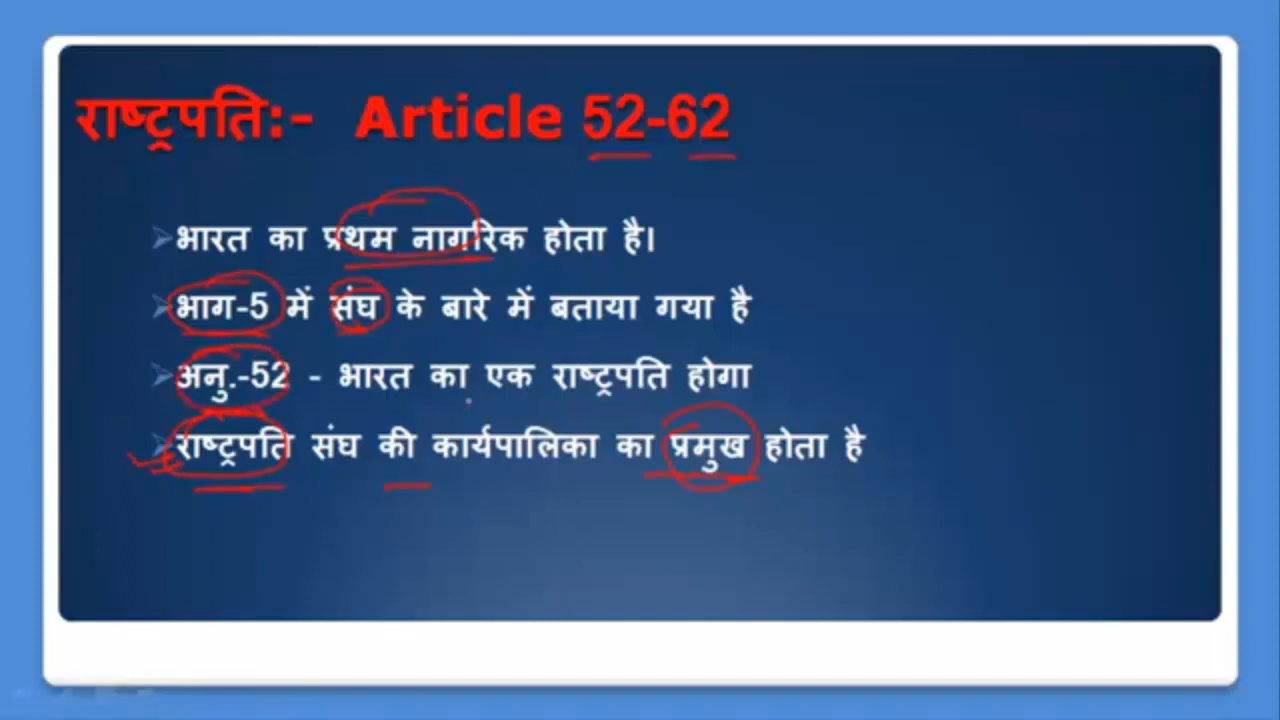 राष्ट्रपति:- Article 52-62
भारत का प्रथम नागरिक होता है।
भाग-5 में संघ के बारे में बताया गया है
अनु.-52 - भारत का एक राष्ट्रपति होगा
राष्ट्रपति संघ की कार्यपालिका का प्रमुख होता है